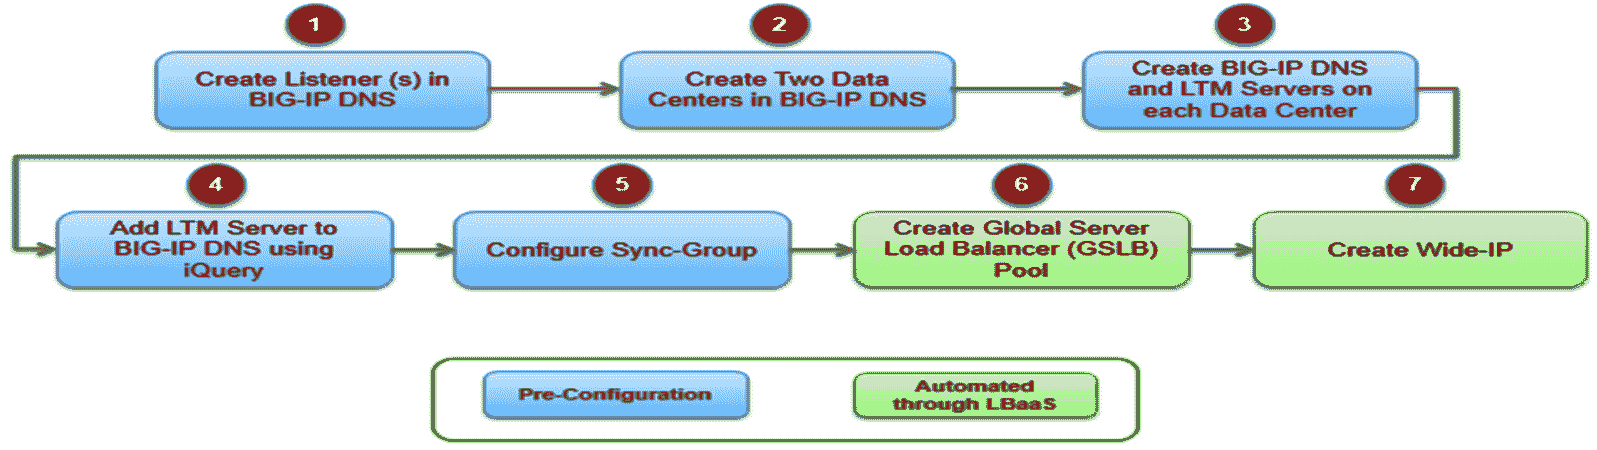 1
2
3
Create Listener (s) in
BIG-IP DNS
Create Two Data
Centers in BIG-IP DNS
Create BIG-IP DNS
and LTM Servers on
each Data Center
4
5
6
7
Add LTM Server to
BIG-IP DNS using
iQuery
Configure Sync-Group
Create Global Server
Load Balancer (GSLB)
Pool
Create Wide-IP
Pre-Configuration
Automated
through LBaaS